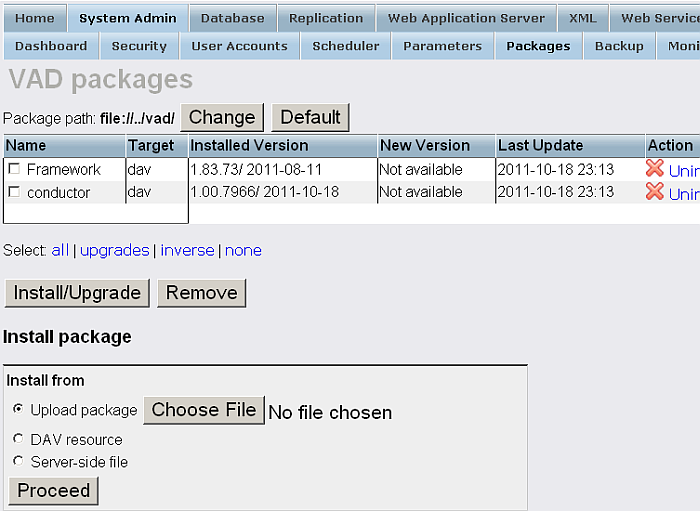 Home System Admin Database Replication Web Application Server XML Web Service
Dashboard Security User Accounts Scheduler Parameters Packages Backup Moni
VAD packages
Package path: file://../vad/ Change Default
Name Target Installed Version New Version Last Update Action
Framework dav 1.83.73/ 2011-08-11 Not available 2011-10-18 23:13 Unin
conductor dav 1.00.7966/ 2011-10-18 Not available 2011-10-18 23:13 Unin
Select: all | upgrades | inverse | none
Install/Upgrade Remove
Install package
Install from
Upload package Choose File No file chosen
DAV resource
Server-side file
Proceed